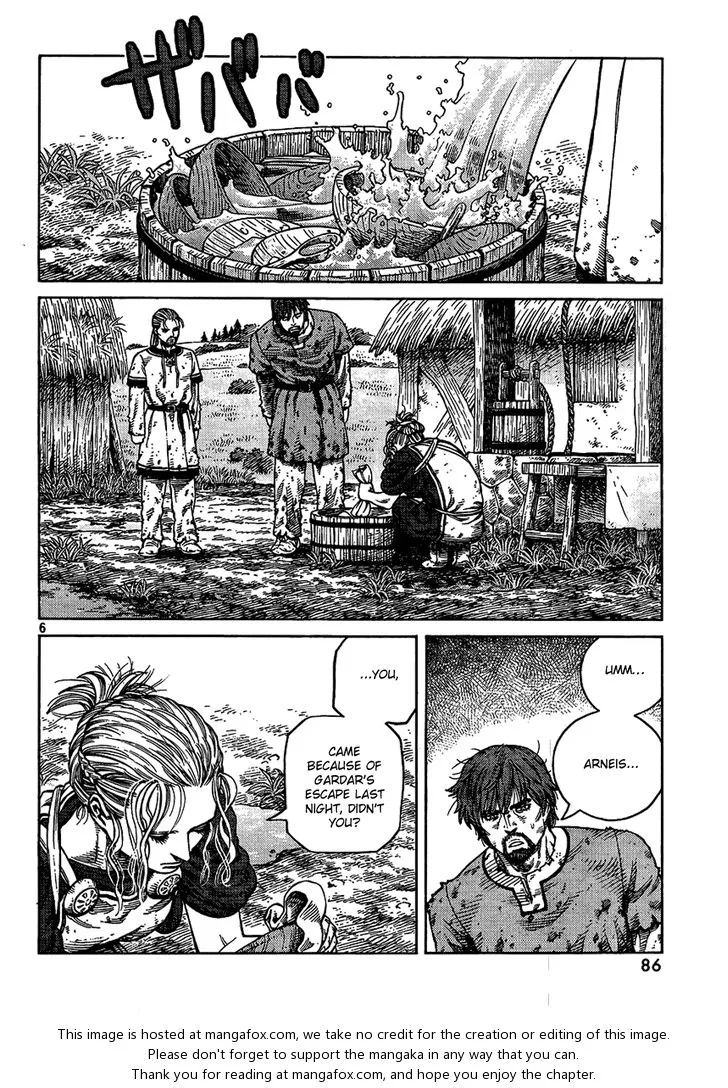 ザババ
6
UMM...
ARNEIS...
...YOU,
CAME
BECAUSE OF
GARDAR'S
ESCAPE LAST
NIGHT, DIDN'T
YOU?
86
This image is hosted at mangafox.com, we take no credit for the creation or editing of this image.
Please don't forget to support the mangaka in any way that you can.
Thank you for reading at mangafox.com, and hope you enjoy the chapter.